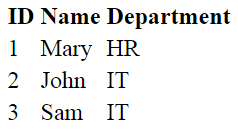 ID Name Department
1 Mary HR
2 John IT
3 Sam IT